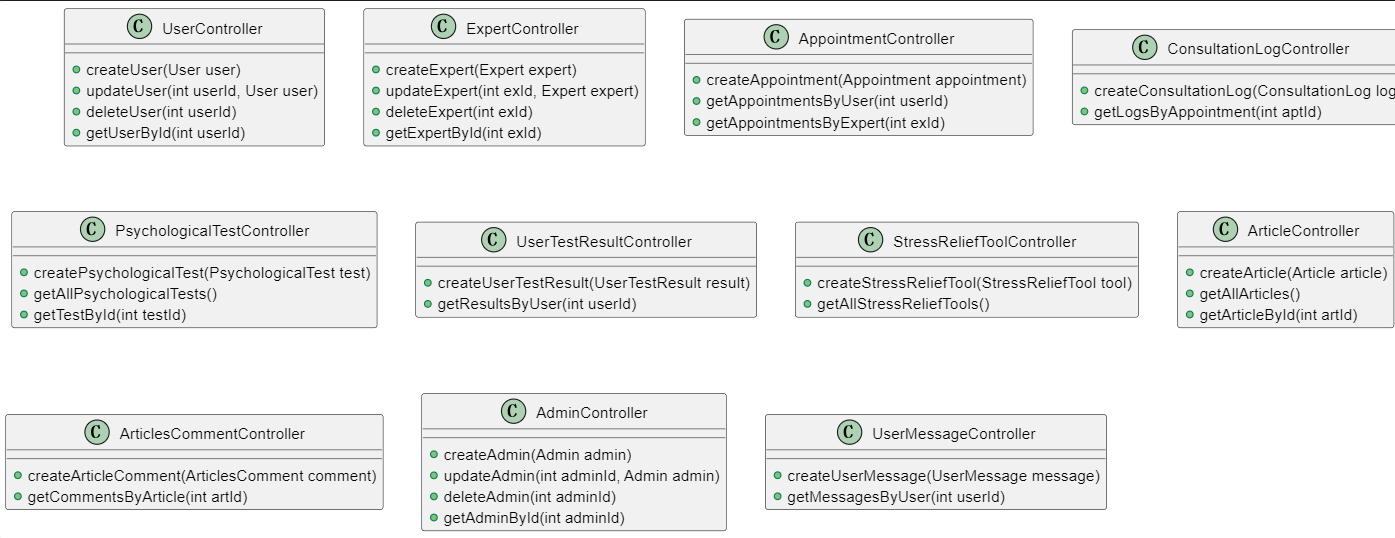 C UserController
createUser(User user)
updateUser(int userId, User user)
deleteUser(int userId)
getUserById(int userId)
C ExpertController
createExpert(Expert expert)
updateExpert(int exId, Expert expert)
deleteExpert(int exId)
getExpertById(int exId)
C AppointmentController
createAppointment(Appointment appointment)
getAppointmentsByUser(int userId)
getAppointmentsByExpert(int exId)
C ConsultationLogController
createConsultationLog(ConsultationLog log
getLogsByAppointment(int aptId)
C PsychologicalTestController
createPsychologicalTest(PsychologicalTest test)
getAllPsychologicalTests()
getTestById(int testId)
C UserTestResultController
createUserTestResult(UserTestResult result)
getResultsByUser(int userId)
C StressReliefToolController
createStressReliefTool(StressReliefTool tool)
getAllStressReliefTools()
C ArticleController
createArticle(Article article)
getAllArticles()
getArticleById(int artId)
C ArticlesCommentController
createArticleComment(ArticlesComment comment)
getCommentsByArticle(int artId)
C AdminController
createAdmin(Admin admin)
updateAdmin(int adminId, Admin admin)
deleteAdmin(int adminId)
getAdminById(int adminId)
C UserMessageController
createUserMessage(UserMessage message)
getMessagesByUser(int userId)